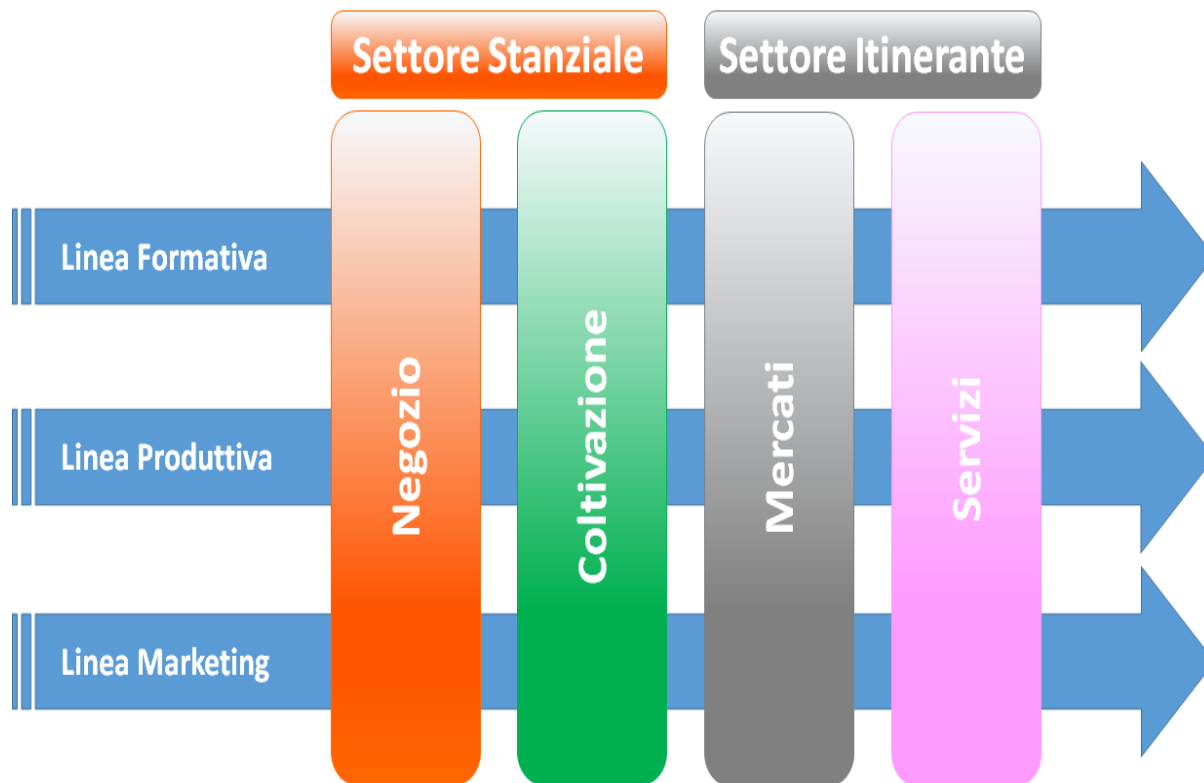 Settore Stanziale
Settore Itinerante
Linea Formativa
Linea Produttiva
Linea Marketing
Negozio
Coltivazione
Mercati
Servizi